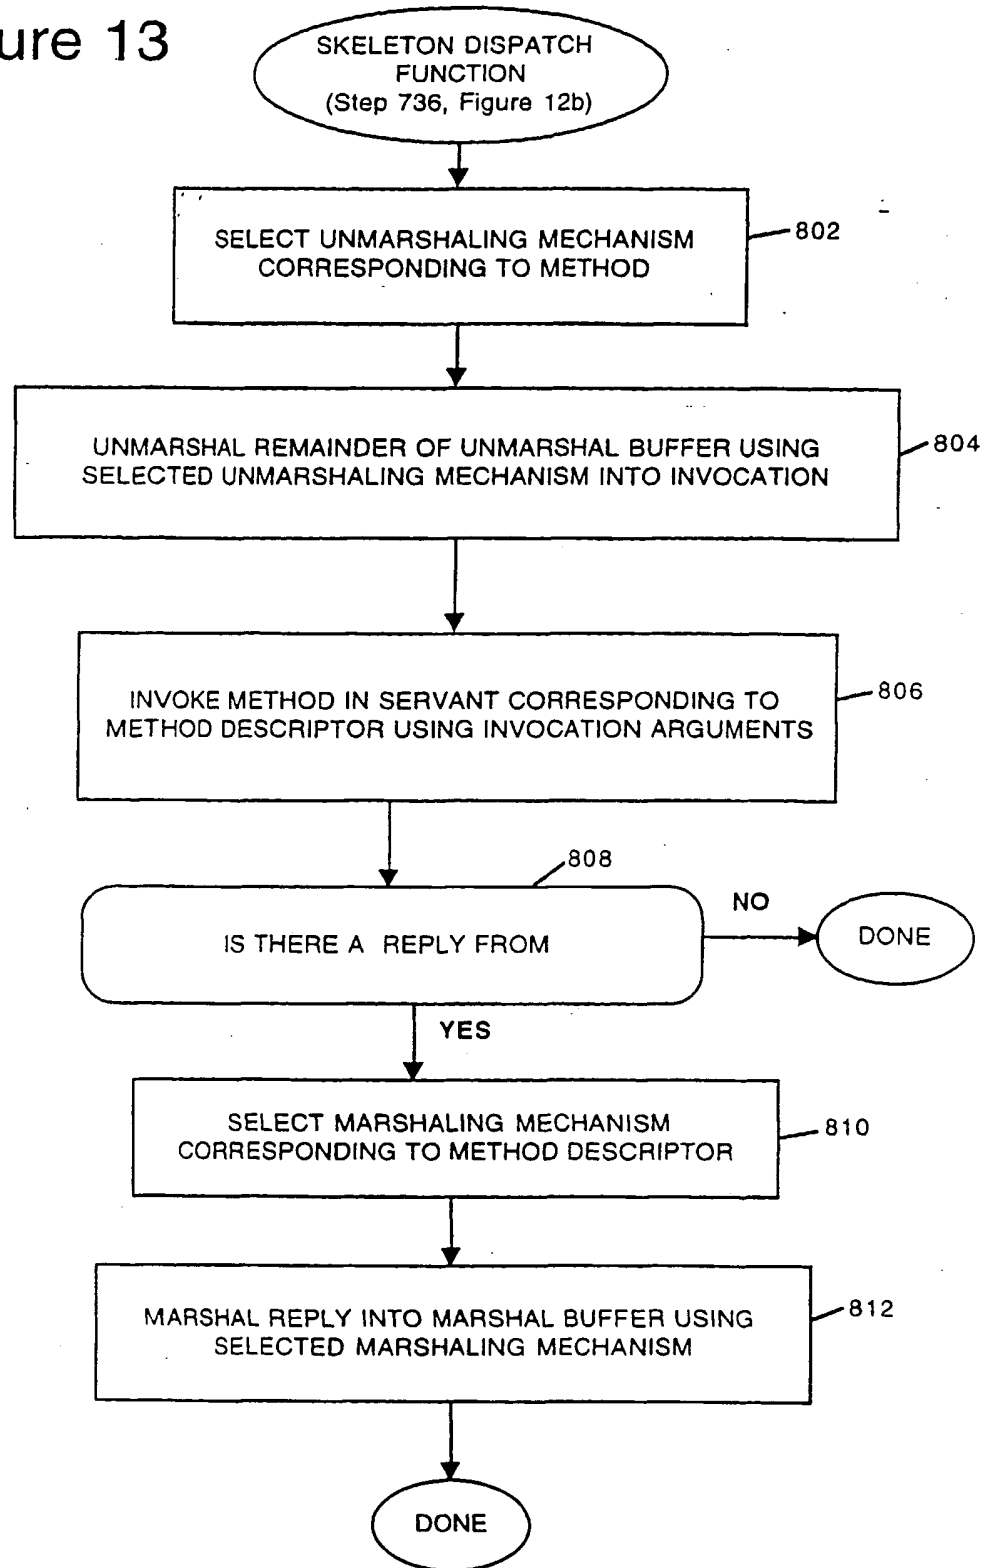 ure 13
SKELETON DISPATCH
FUNCTION
(Step 736, Figure 12b)
SELECT UNMARSHALING MECHANISM
CORRESPONDING TO METHOD
802
UNMARSHAL REMAINDER OF UNMARSHAL BUFFER USING
SELECTED UNMARSHALING MECHANISM INTO INVOCATION
804
INVOKE METHOD IN SERVANT CORRESPONDING TO
METHOD DESCRIPTOR USING INVOCATION ARGUMENTS
806
808
IS THERE A REPLY FROM
NO
DONE
YES
SELECT MARSHALING MECHANISM
CORRESPONDING TO METHOD DESCRIPTOR
810
MARSHAL REPLY INTO MARSHAL BUFFER USING
SELECTED MARSHALING MECHANISM
812
DONE